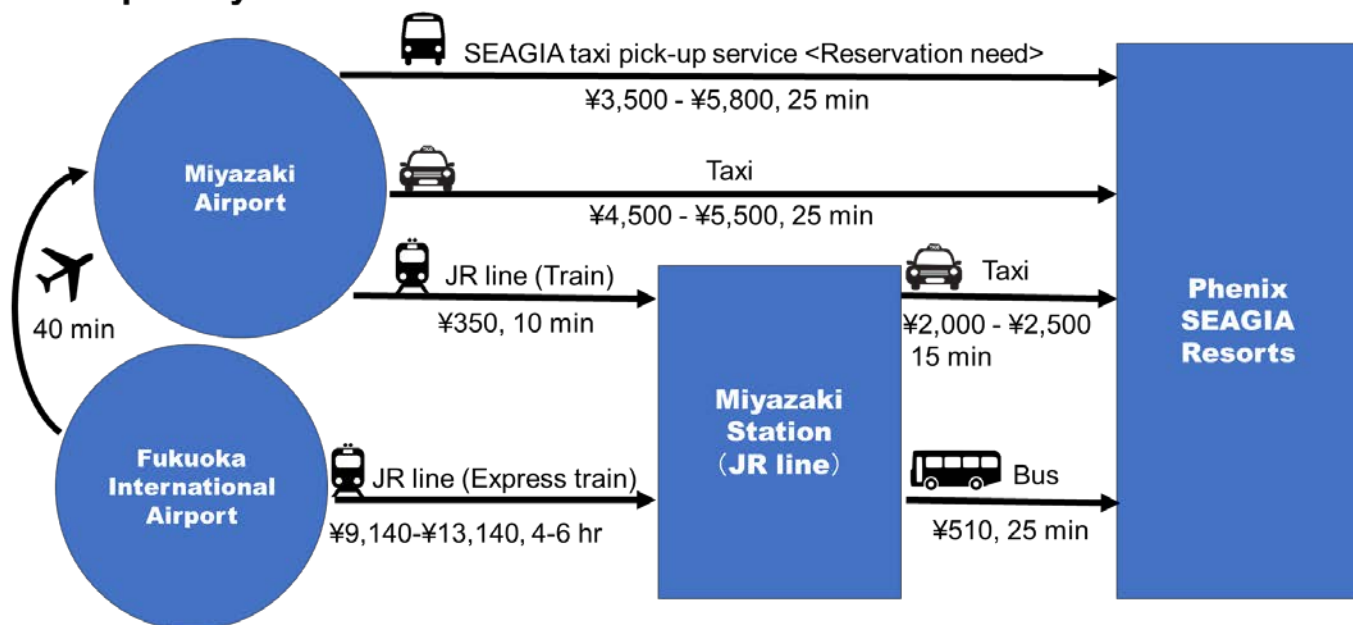 SEAGIA taxi pick-up service <Reservation need>
¥3,500 - ¥5,800, 25 min
Miyazaki
Airport
Taxi
¥4,500 - ¥5,500, 25 min
40 min
JR line (Train)
¥350, 10 min
Taxi
¥2,000 - ¥2,500
15 min
Phenix
SEAGIA
Resorts
Miyazaki
Station
（JR line）
Fukuoka
International
Airport
JR line (Express train)
¥9,140-¥13,140, 4-6 hr
Bus
¥510, 25 min